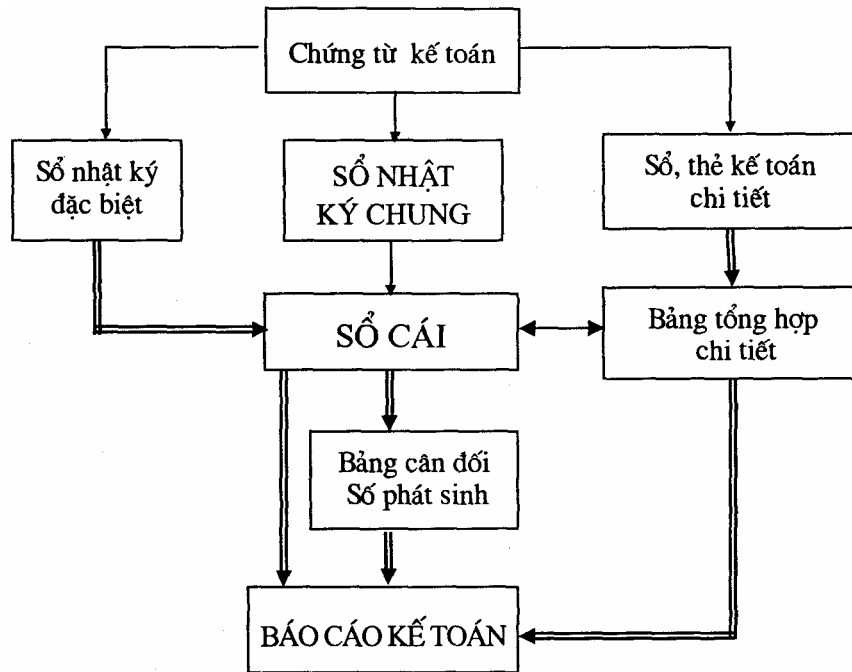 Chứng từ kế toán
Sổ nhật ký
đặc biệt
SỔ NHẬT
KÝ CHUNG
Sổ, thẻ kế toán
chi tiết
SỔ CÁI
Bảng tổng hợp
chi tiết
Bảng cân đối
Số phát sinh
BÁO CÁO KẾ TOÁN